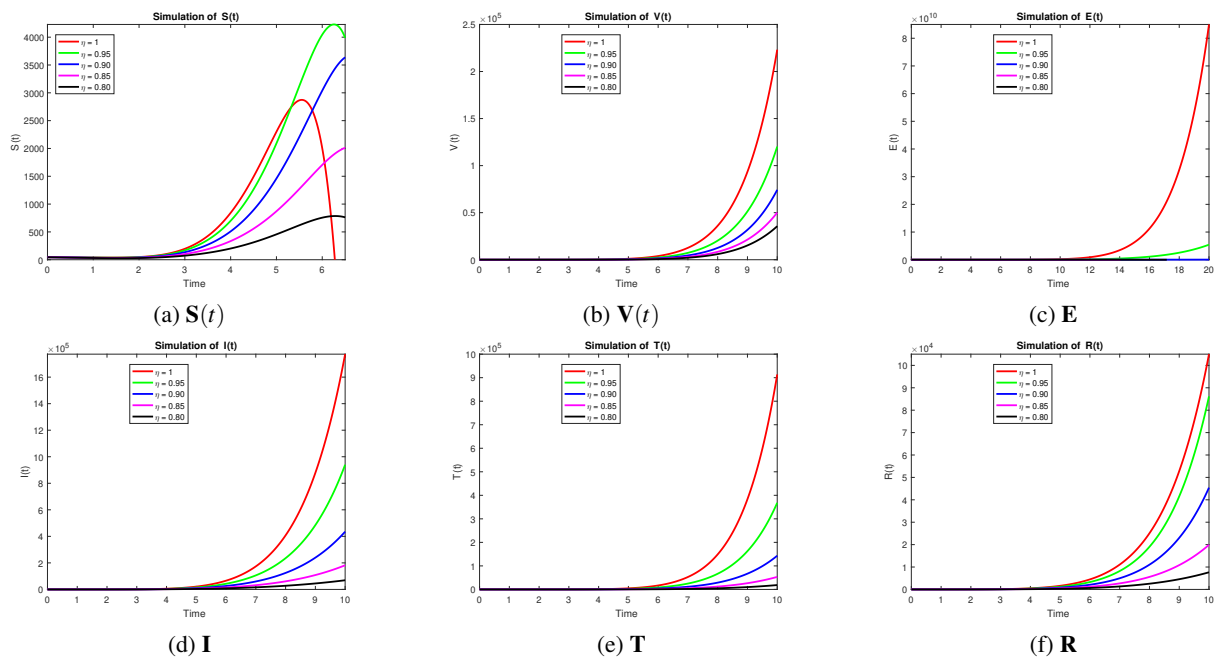 Simulation of S(t)
4000
3500
3000
2500
2000
1500
1000
500
0
S(t)
η = 1
η = 0.95
η = 0.90
η = 0.85
η = 0.80
0 1 2 3 4 5 6
Time
(a) S(t)
Simulation of V(t)
×10⁵
2.5
2
1.5
1
0.5
0
V(t)
η = 1
η = 0.95
η = 0.90
η = 0.85
η = 0.80
0 1 2 3 4 5 6 7 8 9 10
Time
(b) V(t)
Simulation of E(t)
×10¹⁰
8
7
6
5
4
3
2
1
0
E(t)
η = 1
η = 0.95
η = 0.90
η = 0.85
η = 0.80
0 2 4 6 8 10 12 14 16 18 20
Time
(c) E
Simulation of I(t)
×10⁵
16
14
12
10
8
6
4
2
0
I(t)
η = 1
η = 0.95
η = 0.90
η = 0.85
η = 0.80
0 1 2 3 4 5 6 7 8 9 10
Time
(d) I
Simulation of T(t)
×10⁵
10
9
8
7
6
5
4
3
2
1
0
T(t)
η = 1
η = 0.95
η = 0.90
η = 0.85
η = 0.80
0 1 2 3 4 5 6 7 8 9 10
Time
(e) T
Simulation of R(t)
×10⁴
10
9
8
7
6
5
4
3
2
1
0
R(t)
η = 1
η = 0.95
η = 0.90
η = 0.85
η = 0.80
0 1 2 3 4 5 6 7 8 9 10
Time
(f) R